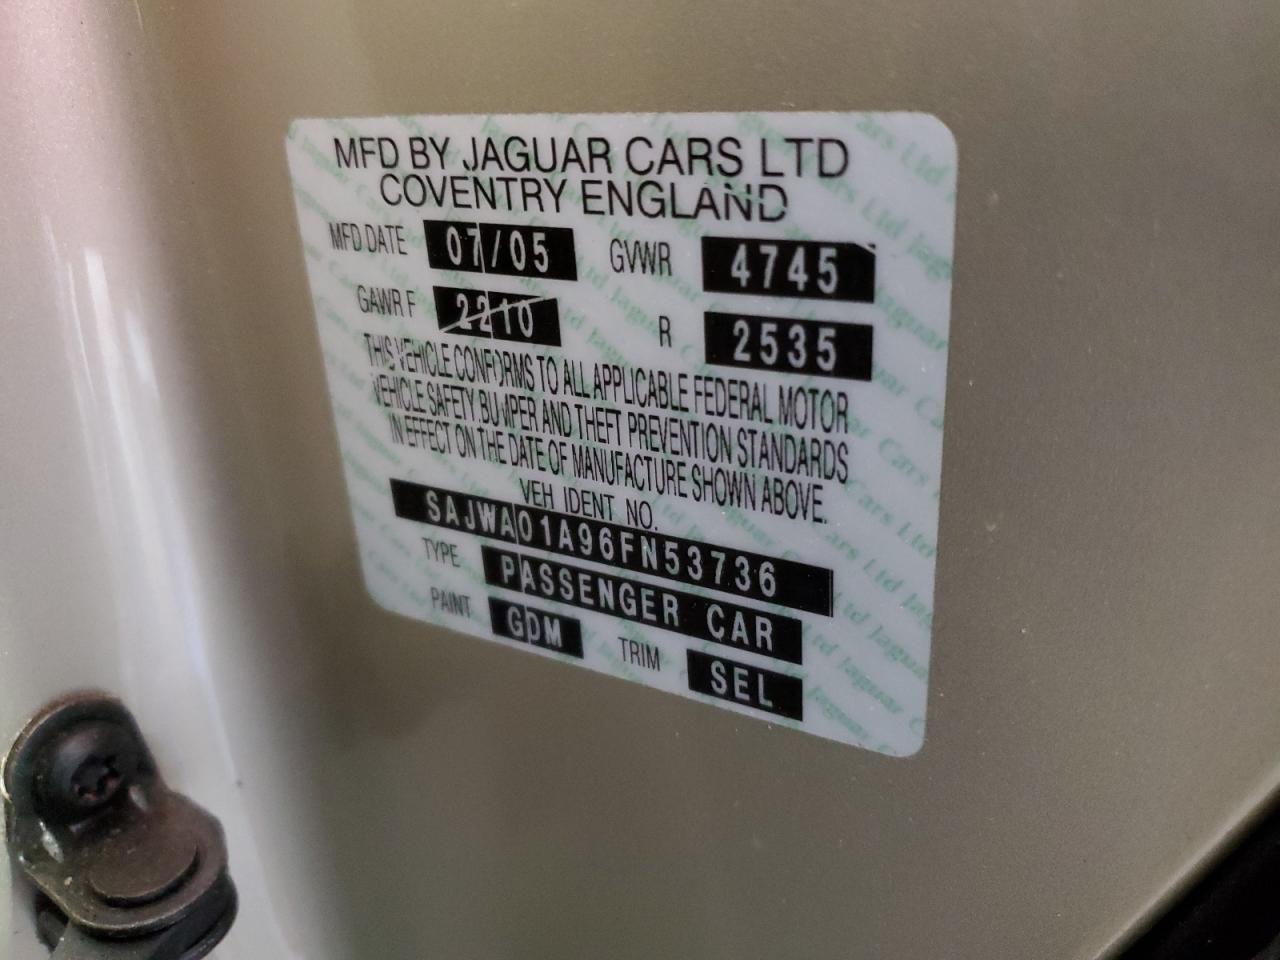 MFD BY JAGUAR CARS LTD
COVENTRY ENGLAND
MFD DATE 07/05 GVWR 4745
GAWR F 2210 R 2535
THIS VEHICLE CONFORMS TO ALL APPLICABLE FEDERAL MOTOR
VEHICLE SAFETY, BUMPER AND THEFT PREVENTION STANDARDS
IN EFFECT ON THE DATE OF MANUFACTURE SHOWN ABOVE.
VEH IDENT NO.
SAJWA01A96FN53736
TYPE PASSENGER CAR
PAINT GDM TRIM SEL